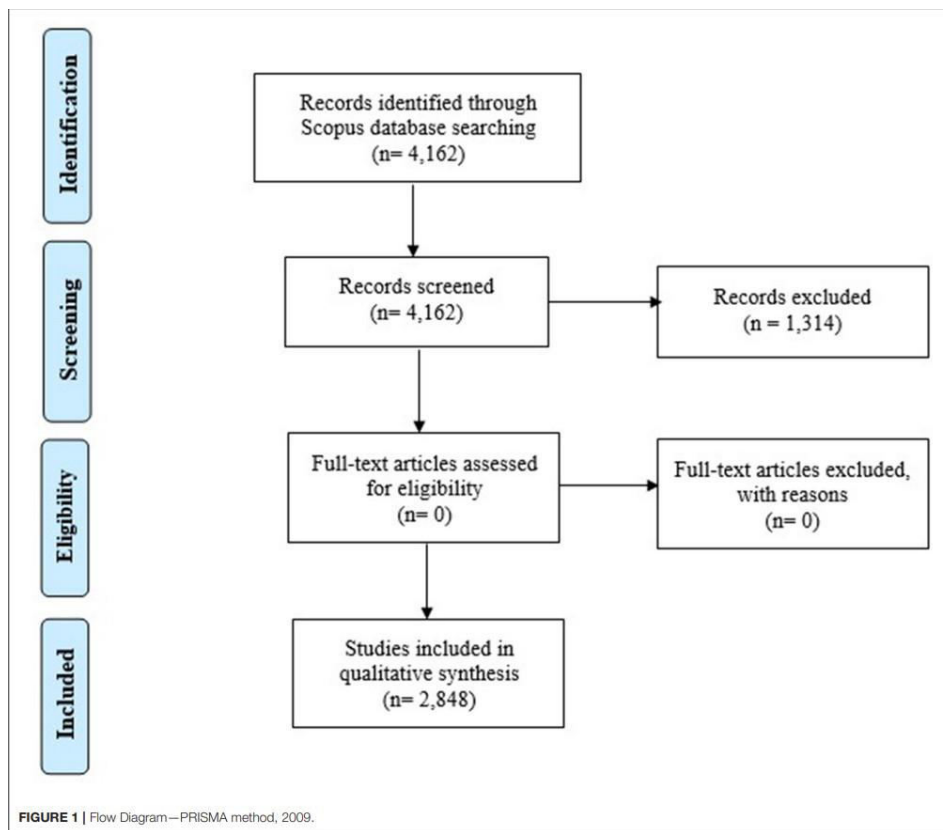 Identification
Records identified through
Scopus database searching
(n= 4,162)
Screening
Records screened
(n= 4,162)
Records excluded
(n = 1,314)
Eligibility
Full-text articles assessed
for eligibility
(n= 0)
Full-text articles excluded,
with reasons
(n= 0)
Included
Studies included in
qualitative synthesis
(n= 2,848)
FIGURE 1 | Flow Diagram—PRISMA method, 2009.